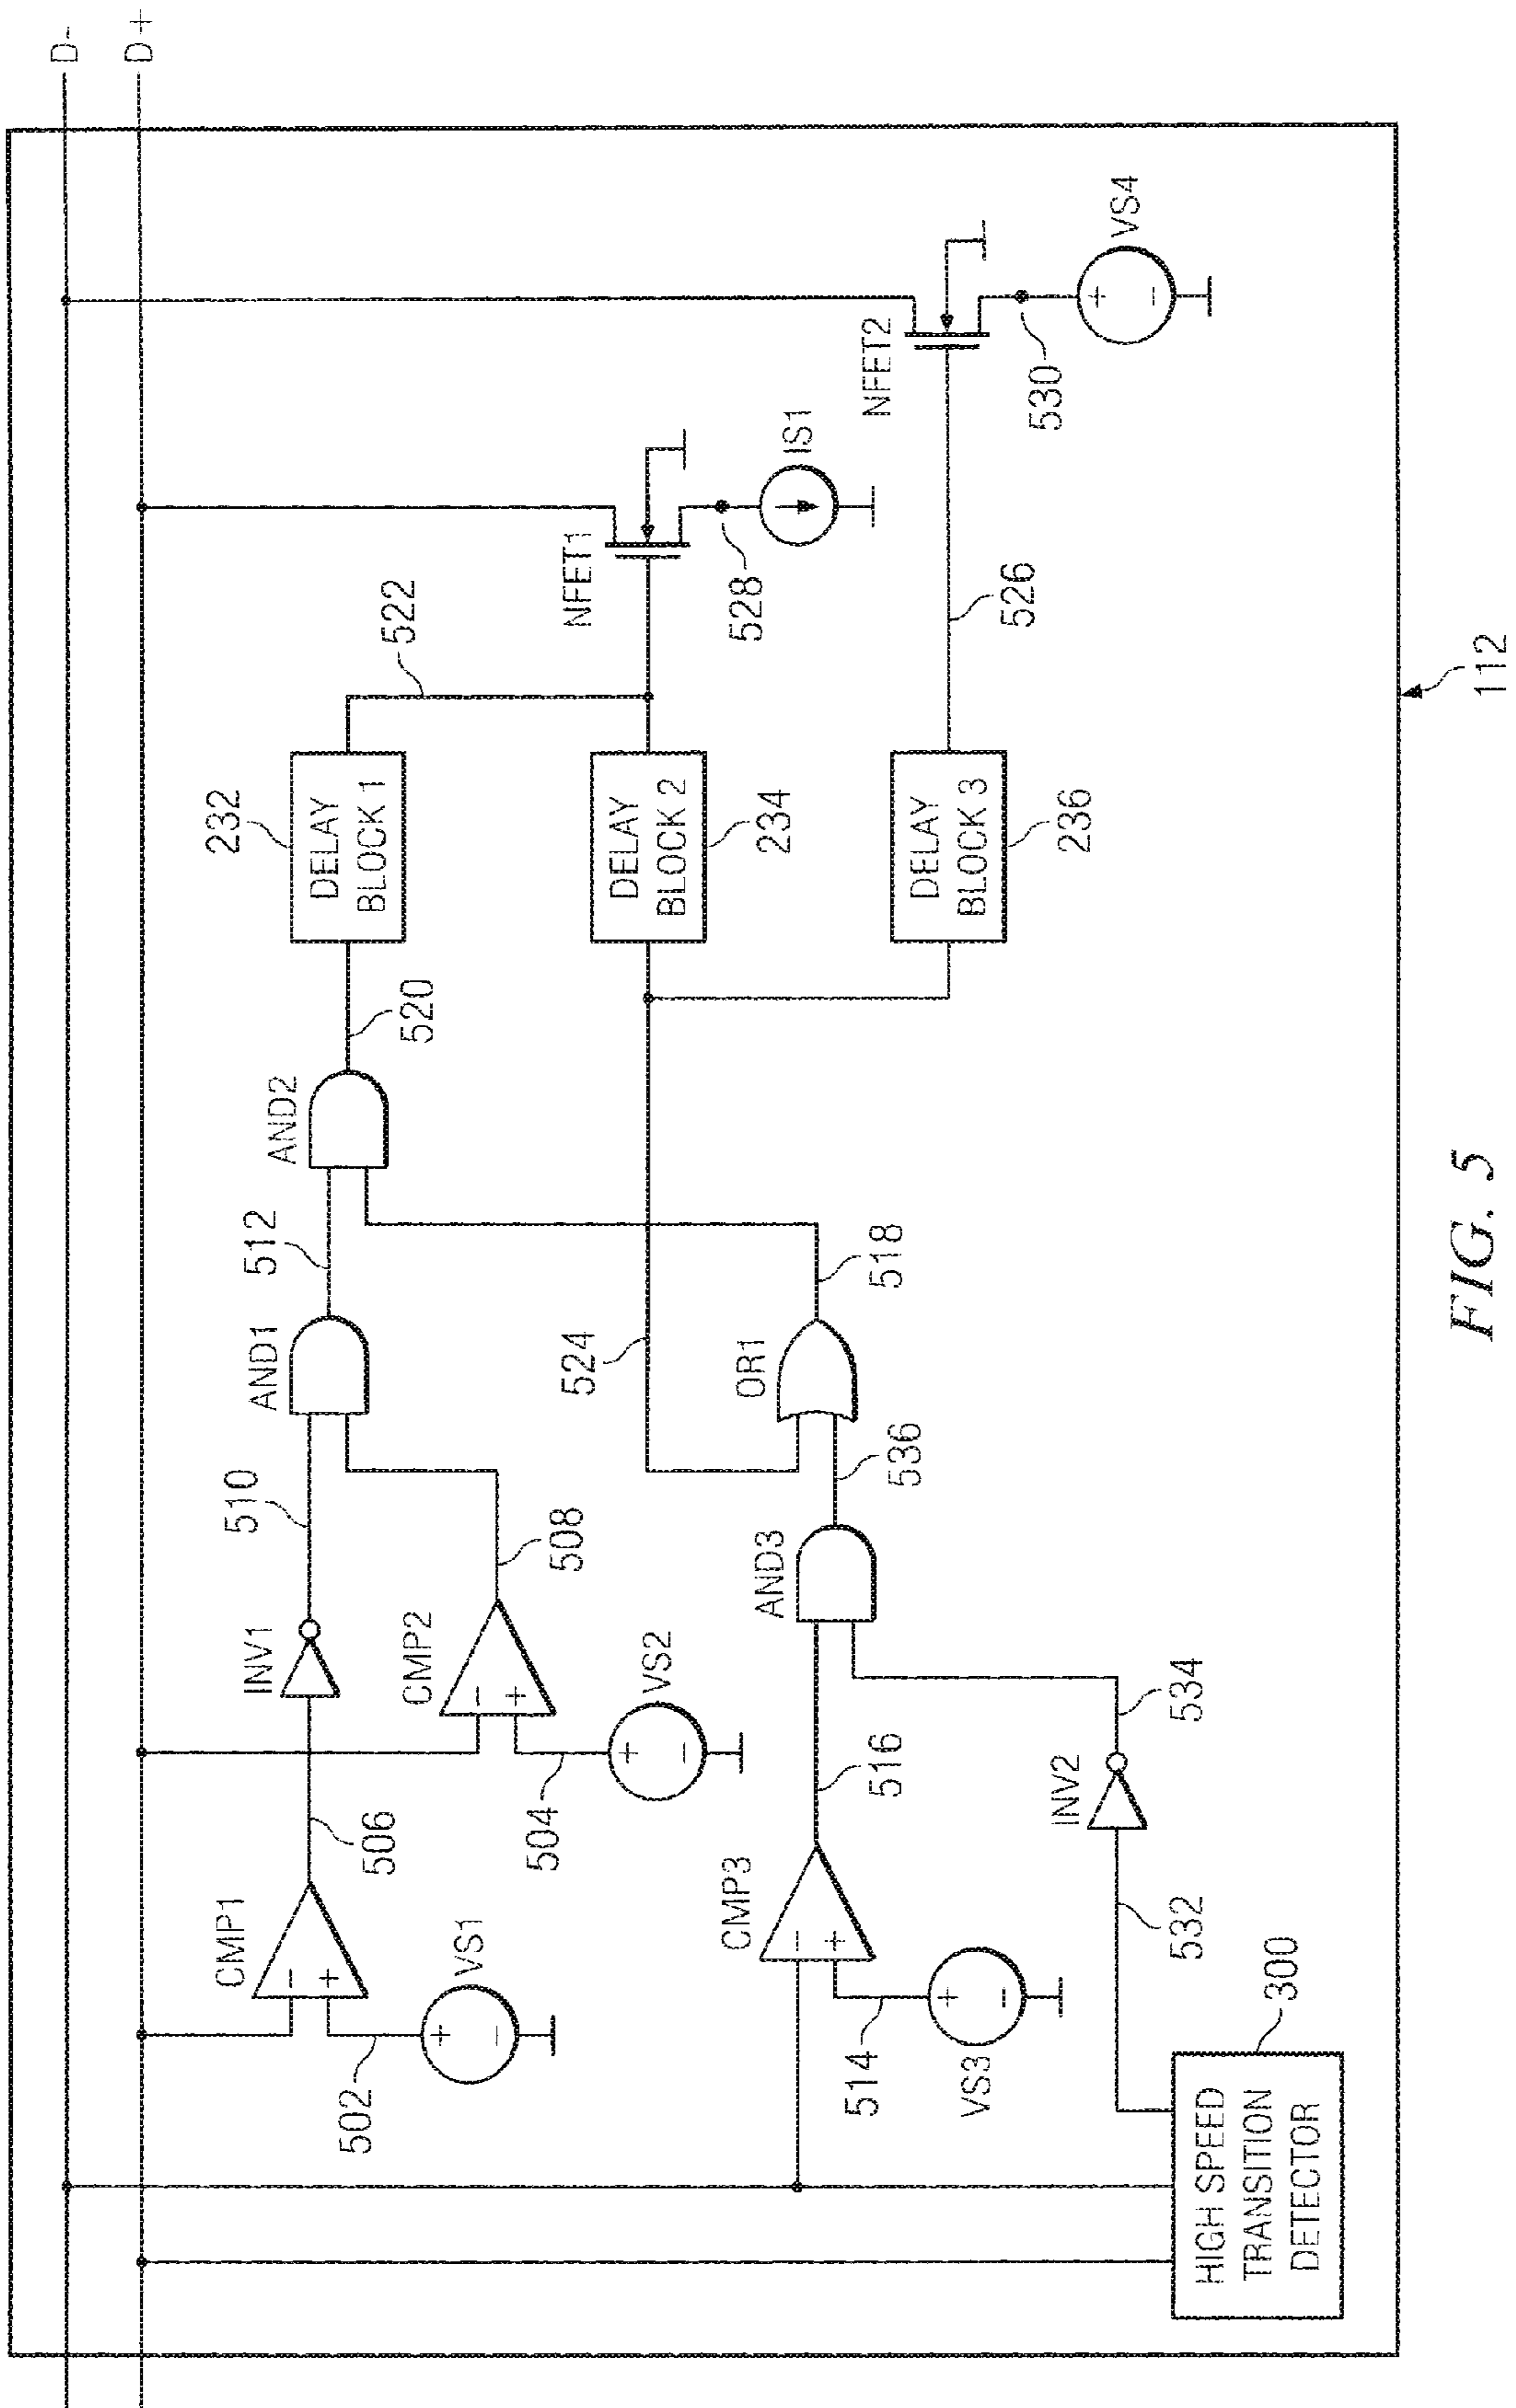 D-
D+
232
DELAY
BLOCK 1
522
520
AND2
512
AND1
510
INV1
508
CMP2
VS2
+
-
504
506
CMP1
-
+
VS1
+
-
502
-
+
NFET1
528
IS1
DELAY
BLOCK 2
234
NFET2
530
VS4
+
-
526
DELAY
BLOCK 3
236
524
518
OR1
536
AND3
516
534
INV2
532
CMP3
-
+
514
VS3
+
-
300
HIGH SPEED
TRANSITION
DETECTOR
112
FIG. 5